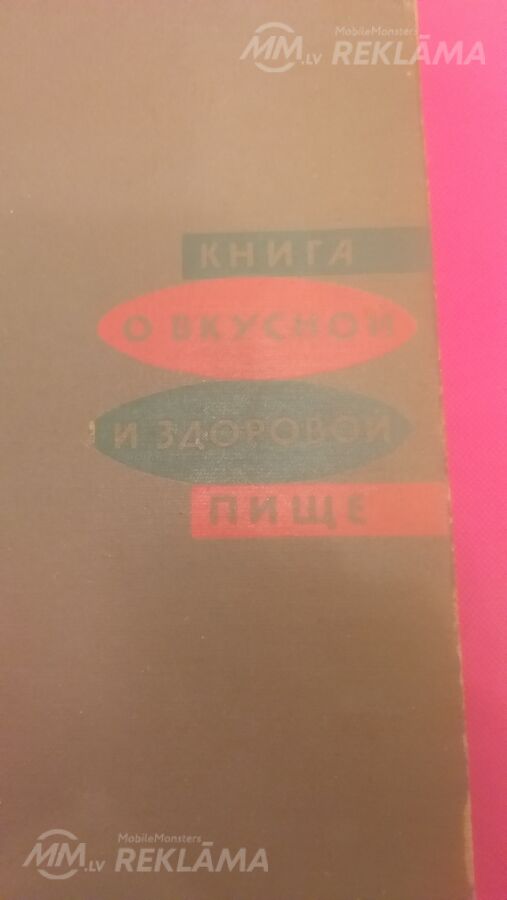 MobileMonsters
MM.LV REKLĀMA
КНИГА
О ВКУСНОЙ
И ЗДОРОВОЙ
ПИЩЕ
MobileMonsters
MM.LV REKLĀMA